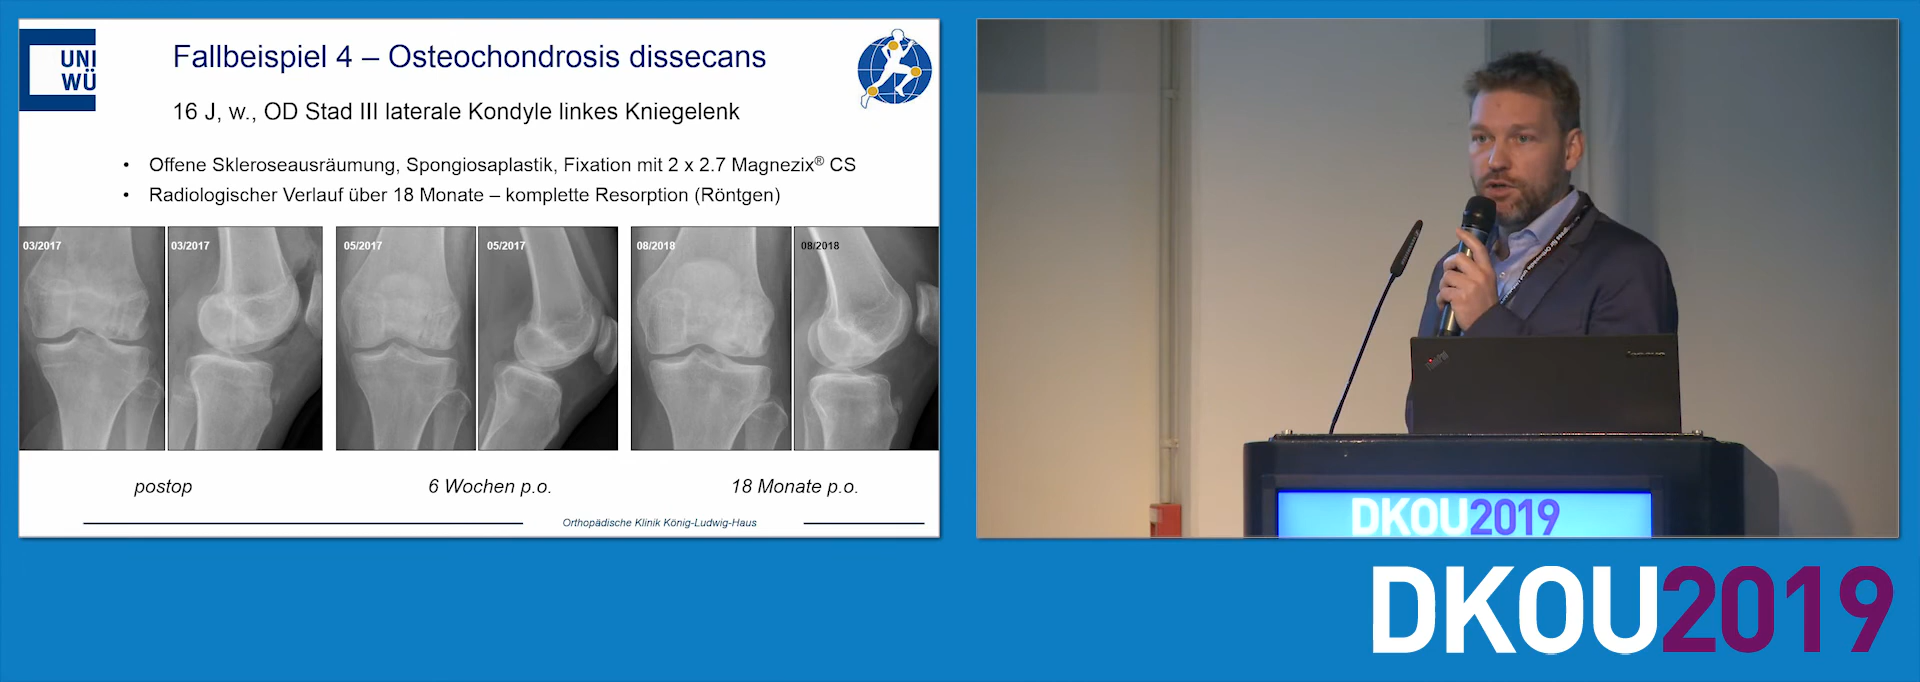 UNI
WÜ
Fallbeispiel 4 – Osteochondrosis dissecans
16 J, w., OD Stad III laterale Kondyle linkes Kniegelenk
• Offene Skleroseausräumung, Spongiosaplastik, Fixation mit 2 x 2.7 Magnezix® CS
• Radiologischer Verlauf über 18 Monate – komplette Resorption (Röntgen)
03/2017
03/2017
05/2017
05/2017
08/2018
08/2018
postop
6 Wochen p.o.
18 Monate p.o.
Orthopädische Klinik König-Ludwig-Haus
DKOU2019
DKOU2019